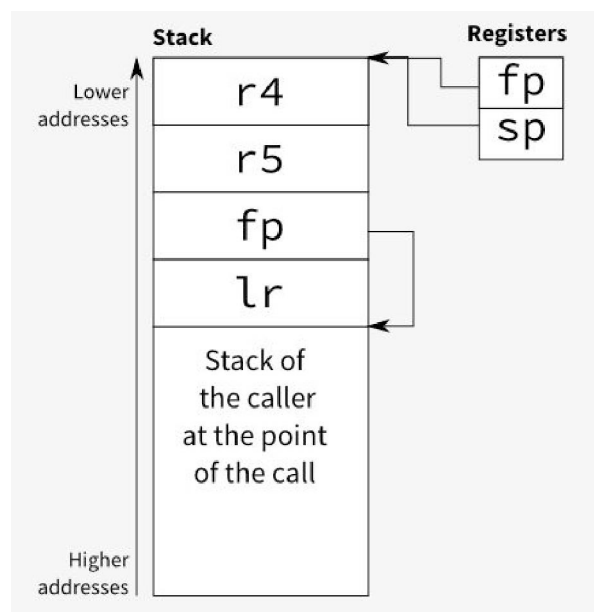 Stack
Registers
Lower
addresses
r4
fp
sp
r5
fp
lr
Stack of
the caller
at the point
of the call
Higher
addresses